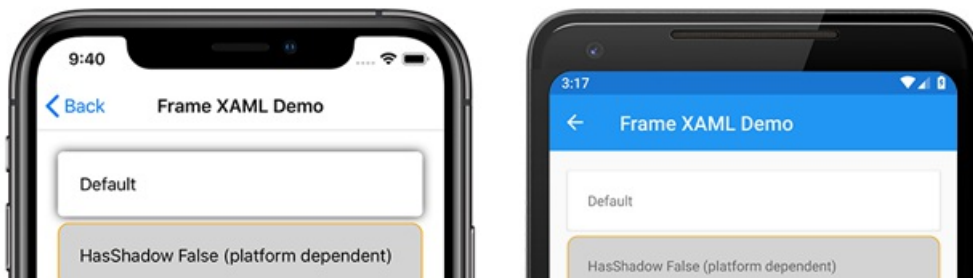 9:40
Back Frame XAML Demo
Default
HasShadow False (platform dependent)
3:17
Frame XAML Demo
Default
HasShadow False (platform dependent)